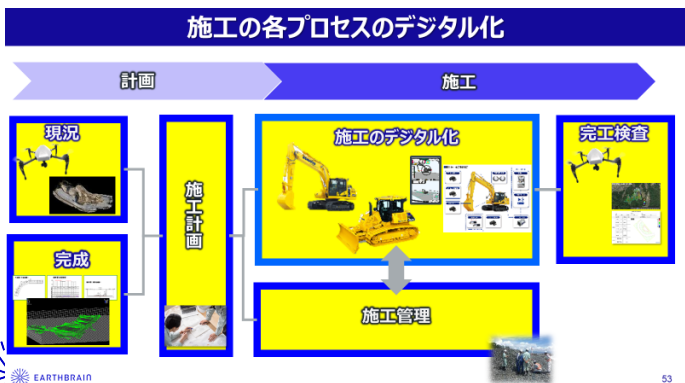 施工の各プロセスのデジタル化
計画
施工
現況
完成
施工計画
施工のデジタル化
施工管理
完工検査
EARTHBRAIN
53